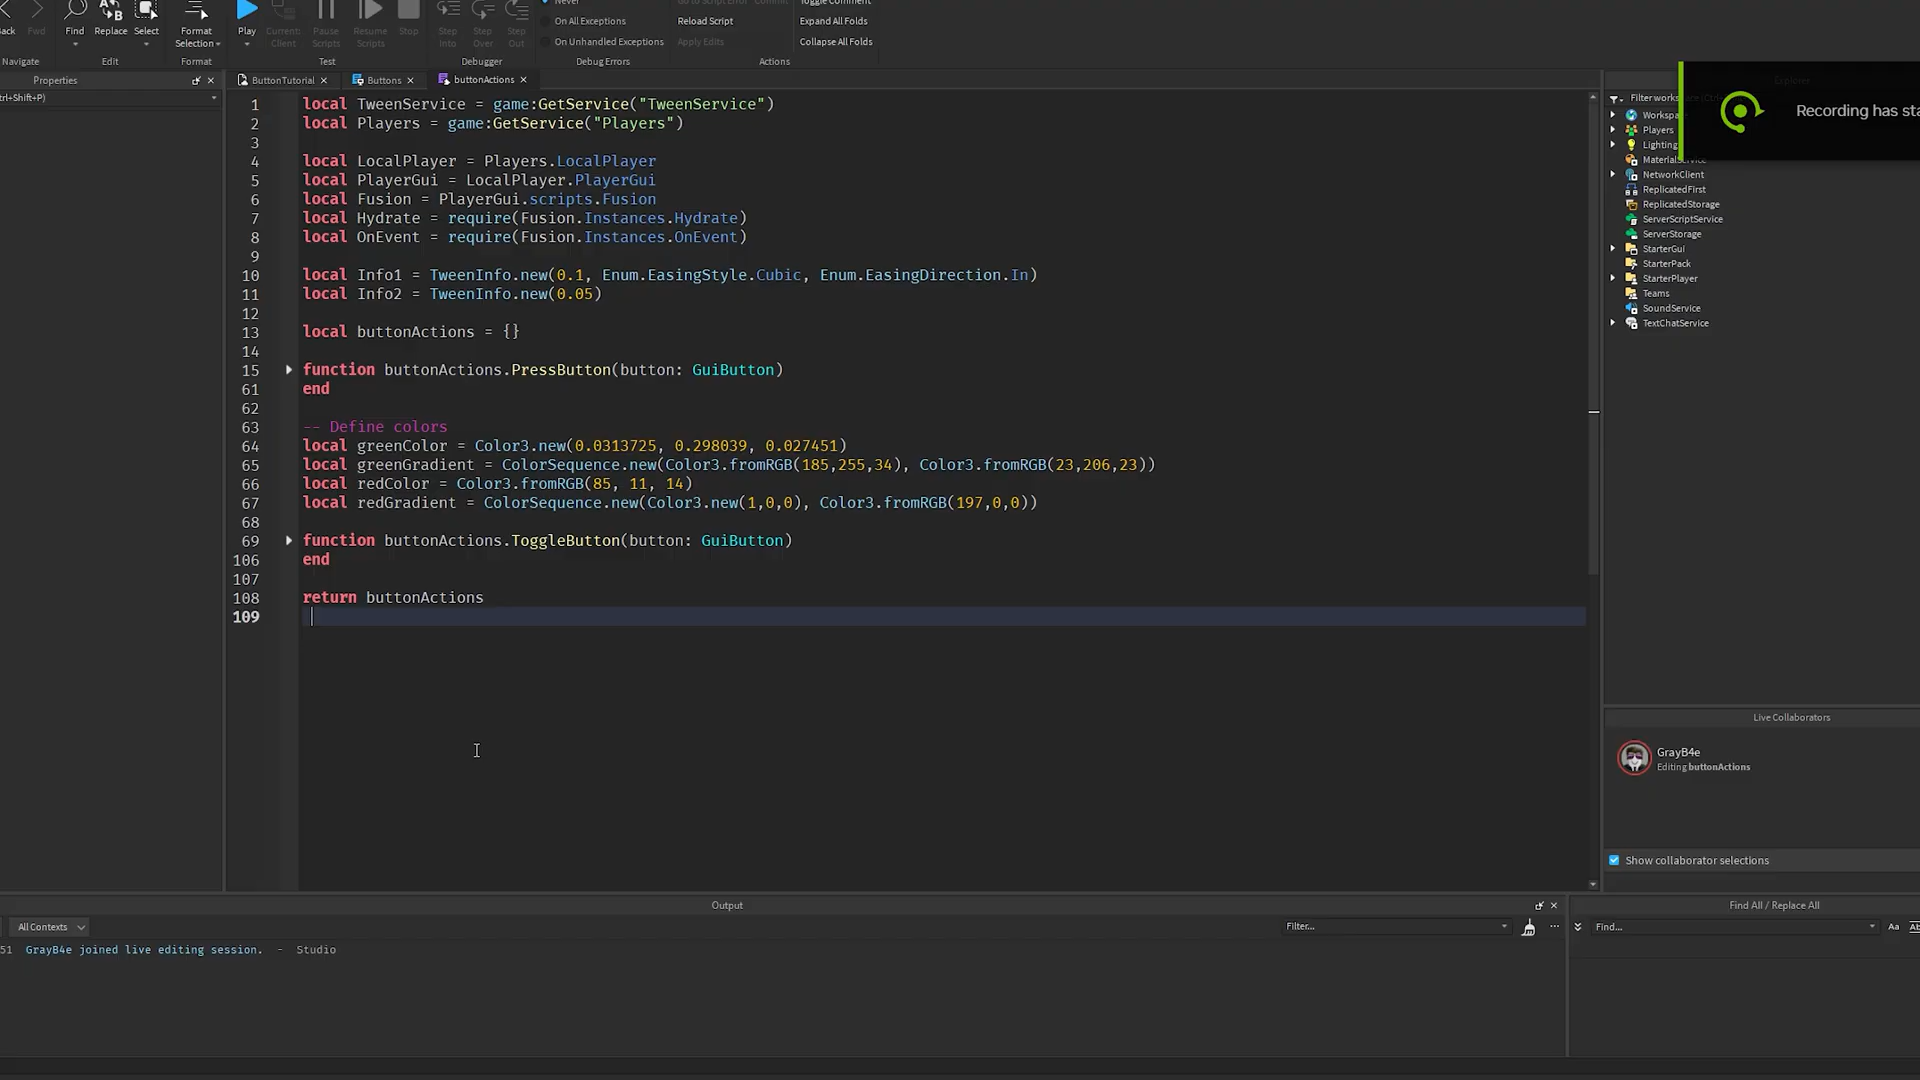 Back
Fwd
Navigate
Find
Replace
Select
Edit
Format
Selection
Format
Play
Current:
Client
Pause
Scripts
Resume
Scripts
Stop
Test
Step
Into
Step
Over
Step
Out
Debugger
Never
On All Exceptions
On Unhandled Exceptions
Debug Errors
Go to Script Error
Commit
Reload Script
Apply Edits
Toggle Comment
Expand All Folds
Collapse All Folds
Actions
Properties
trl+Shift+P)
ButtonTutorial
Buttons
buttonActions
1 local TweenService = game:GetService("TweenService")
2 local Players = game:GetService("Players")
3
4 local LocalPlayer = Players.LocalPlayer
5 local PlayerGui = LocalPlayer.PlayerGui
6 local Fusion = PlayerGui.scripts.Fusion
7 local Hydrate = require(Fusion.Instances.Hydrate)
8 local OnEvent = require(Fusion.Instances.OnEvent)
9
10 local Info1 = TweenInfo.new(0.1, Enum.EasingStyle.Cubic, Enum.EasingDirection.In)
11 local Info2 = TweenInfo.new(0.05)
12
13 local buttonActions = {}
14
15 function buttonActions.PressButton(button: GuiButton)
61 end
62
63 -- Define colors
64 local greenColor = Color3.new(0.0313725, 0.298039, 0.027451)
65 local greenGradient = ColorSequence.new(Color3.fromRGB(185,255,34), Color3.fromRGB(23,206,23))
66 local redColor = Color3.fromRGB(85, 11, 14)
67 local redGradient = ColorSequence.new(Color3.new(1,0,0), Color3.fromRGB(197,0,0))
68
69 function buttonActions.ToggleButton(button: GuiButton)
106 end
107
108 return buttonActions
109
Explorer
Filter works
Recording has sta
Workspa
Players
Lighting
MaterialService
NetworkClient
ReplicatedFirst
ReplicatedStorage
ServerScriptService
ServerStorage
StarterGui
StarterPack
StarterPlayer
Teams
SoundService
TextChatService
Live Collaborators
GrayB4e
Editing buttonActions
Show collaborator selections
Output
All Contexts
Filter...
51 GrayB4e joined live editing session. - Studio
Find All / Replace All
Find...
Aa
Ab